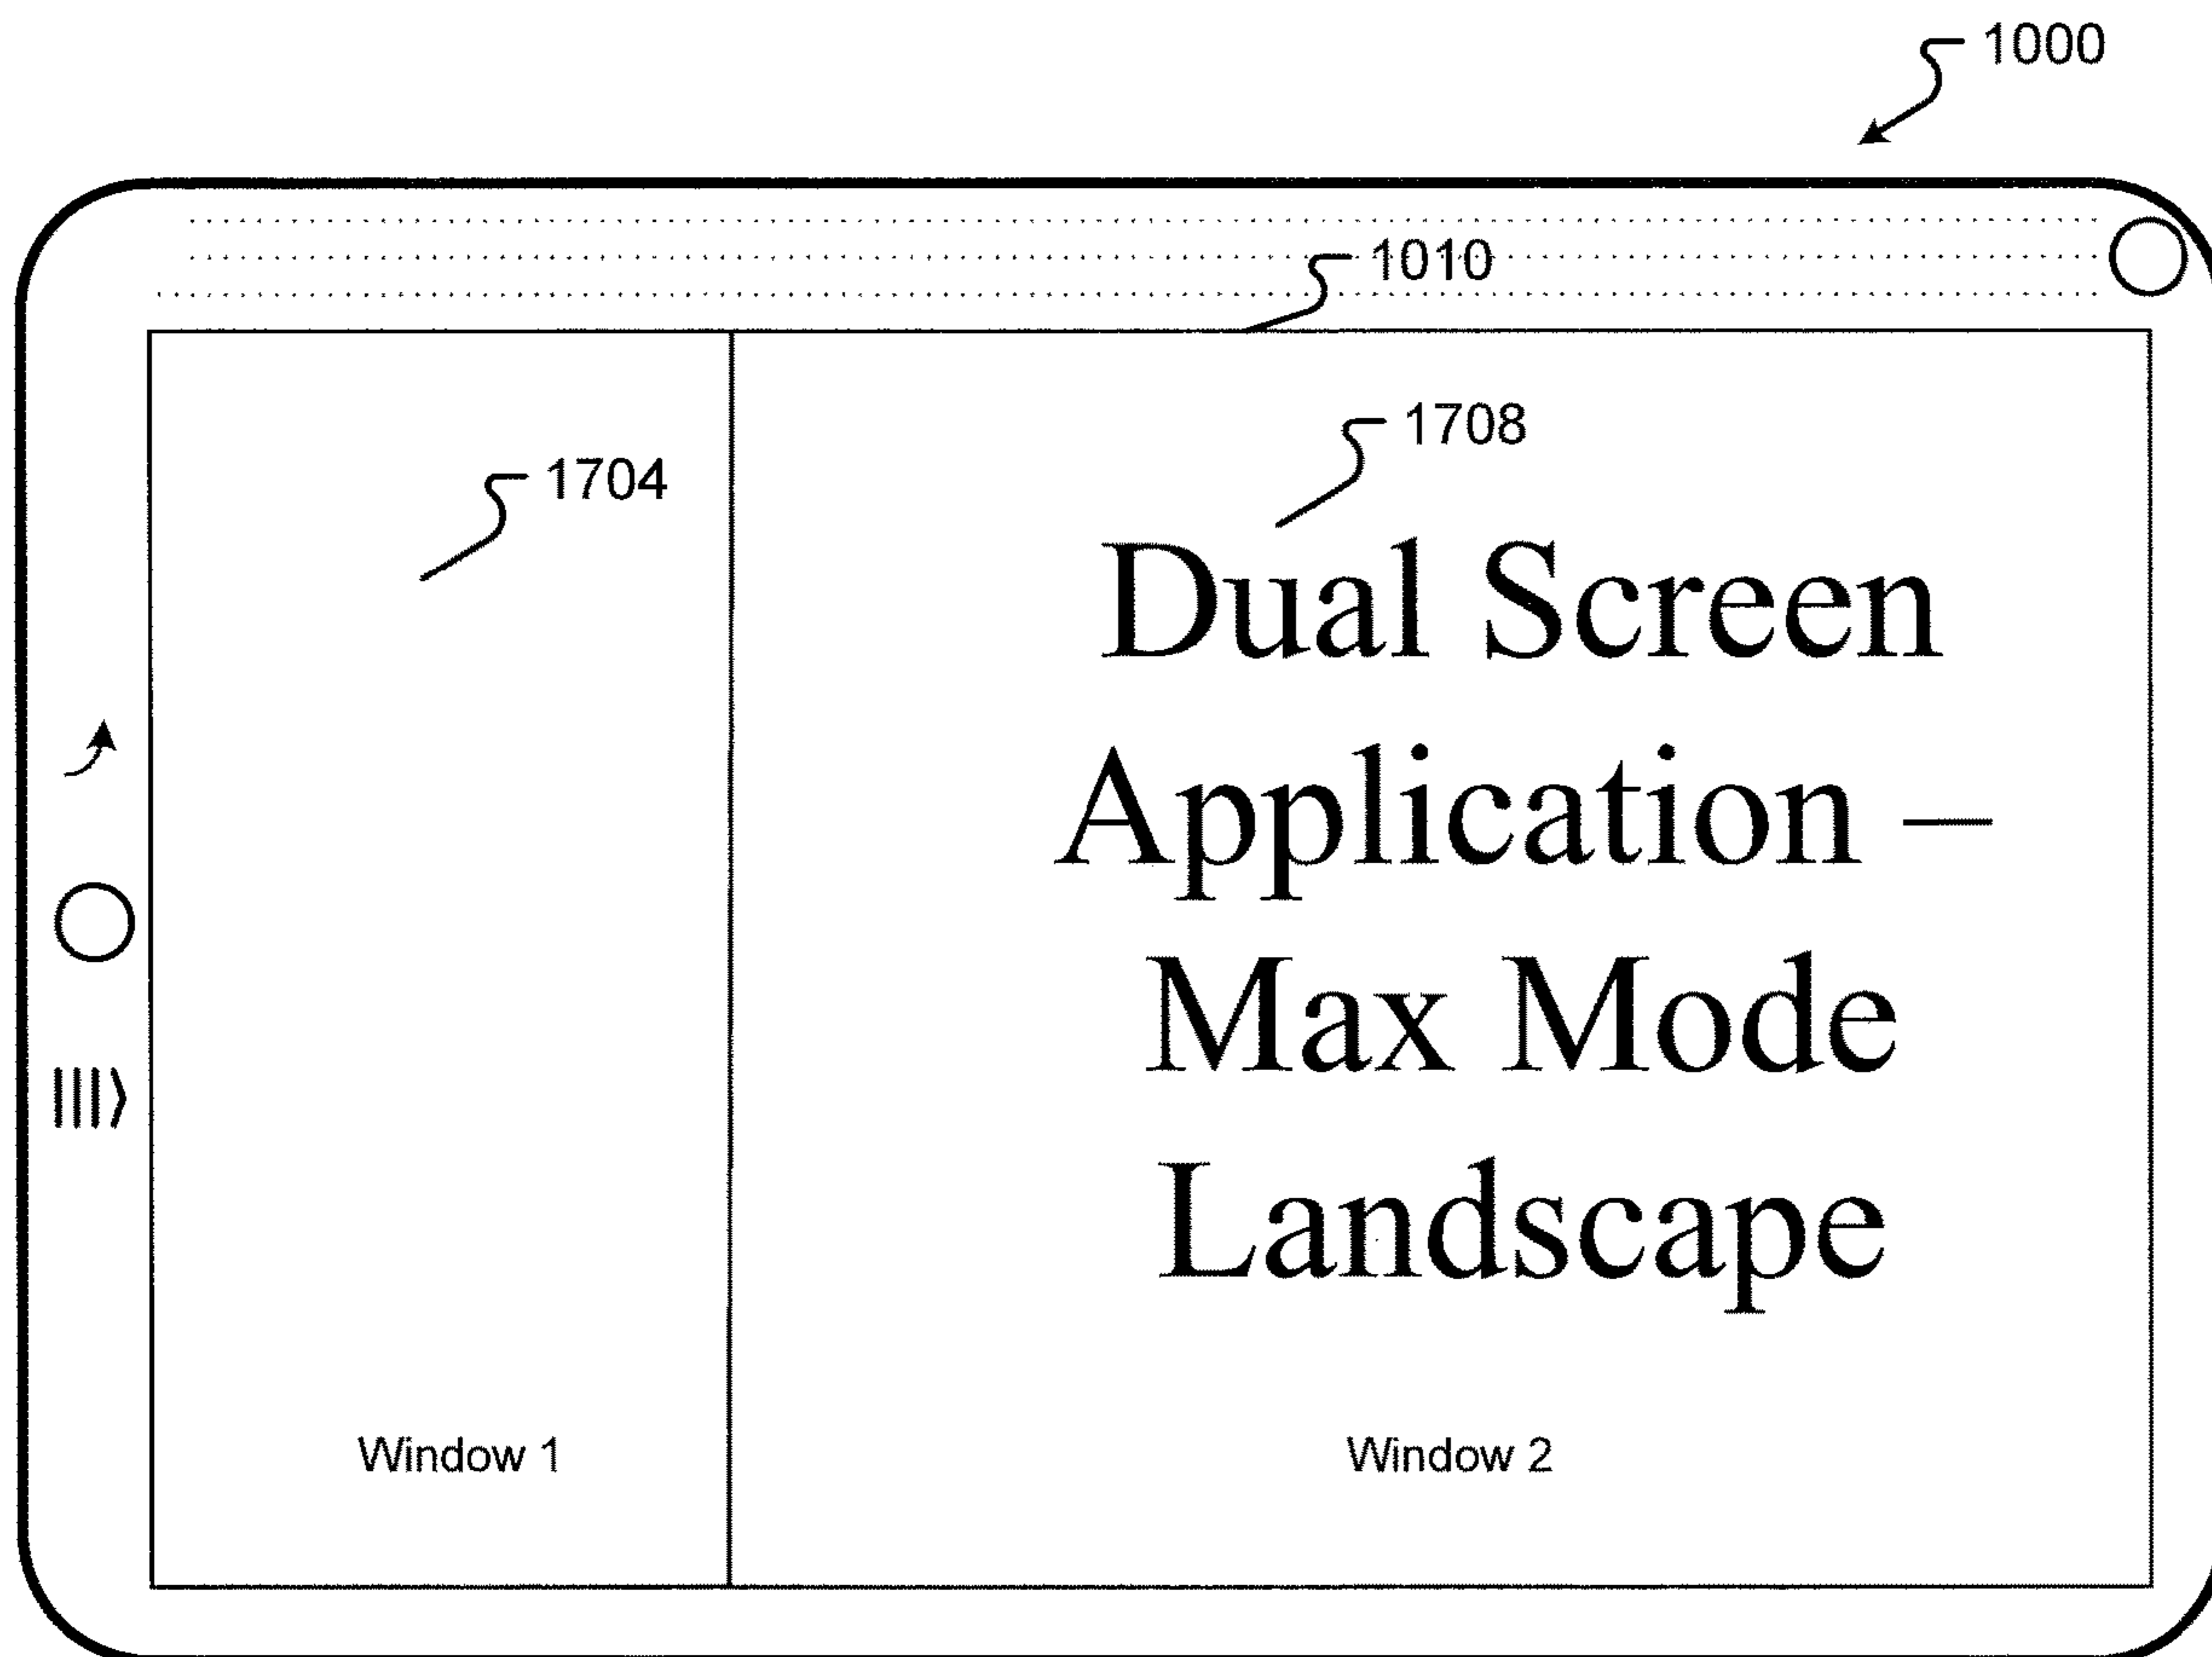 1000
1010
1708
1704
Dual Screen
Application –
Max Mode
Landscape
Window 1
Window 2